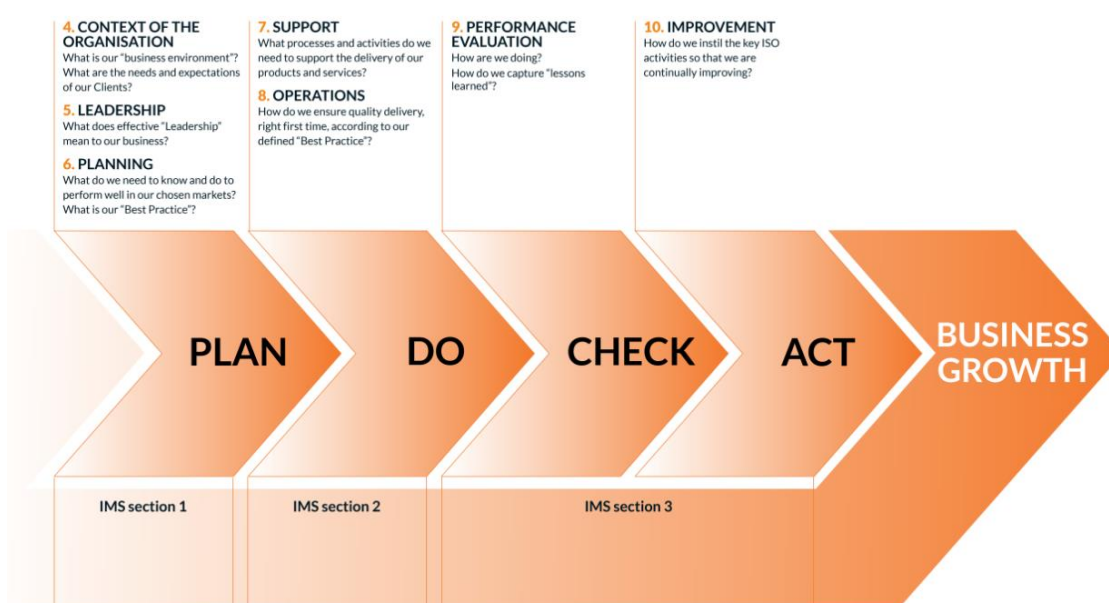 4. CONTEXT OF THE
ORGANISATION
What is our “business environment”?
What are the needs and expectations
of our Clients?
5. LEADERSHIP
What does effective “Leadership”
mean to our business?
6. PLANNING
What do we need to know and do to
perform well in our chosen markets?
What is our “Best Practice”?
7. SUPPORT
What processes and activities do we
need to support the delivery of our
products and services?
8. OPERATIONS
How do we ensure quality delivery,
right first time, according to our
defined “Best Practice”?
9. PERFORMANCE
EVALUATION
How are we doing?
How do we capture “lessons
learned”?
10. IMPROVEMENT
How do we instil the key ISO
activities so that we are
continually improving?
PLAN
DO
CHECK
ACT
BUSINESS
GROWTH
IMS section 1
IMS section 2
IMS section 3